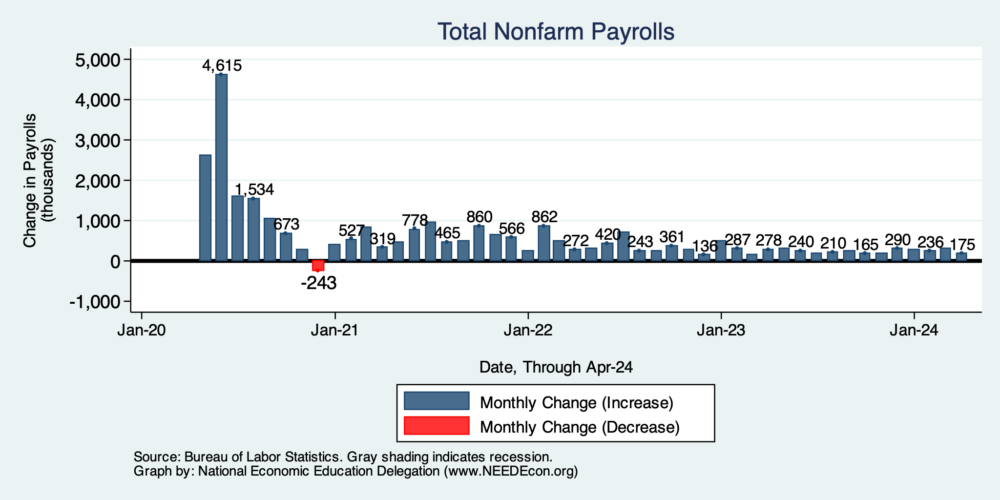 Total Nonfarm Payrolls
5,000
4,000
3,000
2,000
1,000
0
-1,000
Change in Payrolls
(thousands)
4,615
1,534
673
-243
527
319
778
465
860
566
862
272
420
243
361
136
287
278
240
210
165
290
236
175
Jan-20
Jan-21
Jan-22
Jan-23
Jan-24
Date, Through Apr-24
Monthly Change (Increase)
Monthly Change (Decrease)
Source: Bureau of Labor Statistics. Gray shading indicates recession.
Graph by: National Economic Education Delegation (www.NEEDEcon.org)